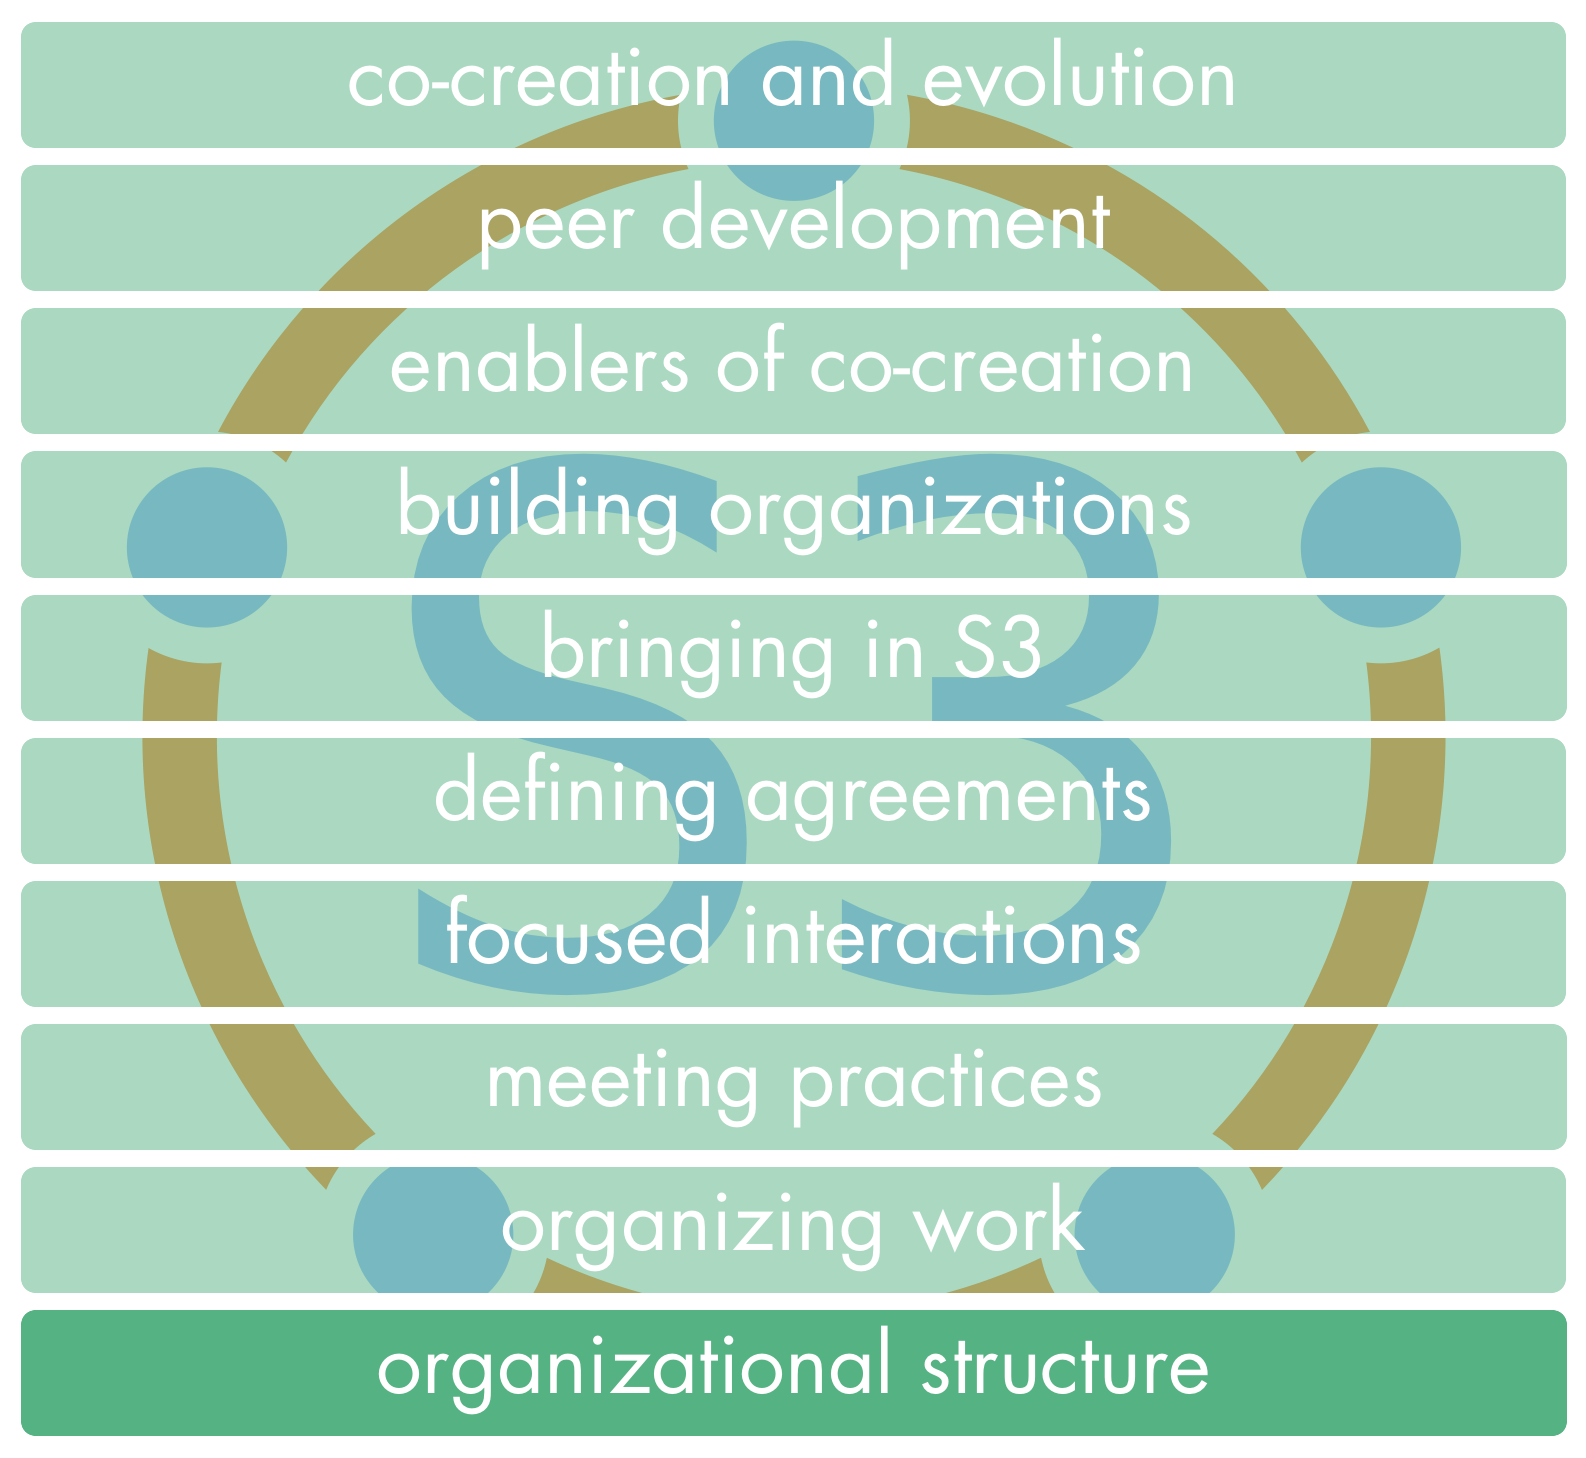 co-creation and evolution
peer development
enablers of co-creation
building organizations
bringing in S3
defining agreements
focused interactions
meeting practices
organizing work
organizational structure
S3